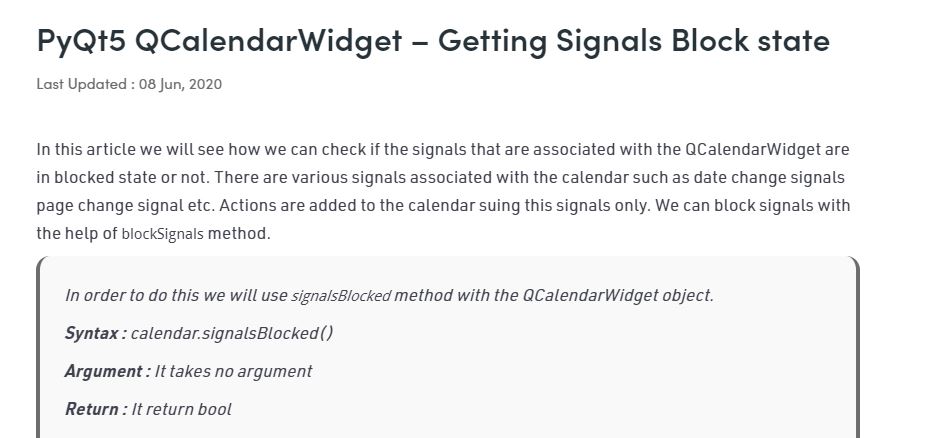 PyQt5 QCalendarWidget – Getting Signals Block state
Last Updated : 08 Jun, 2020
In this article we will see how we can check if the signals that are associated with the QCalendarWidget are
in blocked state or not. There are various signals associated with the calendar such as date change signals
page change signal etc. Actions are added to the calendar suing this signals only. We can block signals with
the help of blockSignals method.
In order to do this we will use signalsBlocked method with the QCalendarWidget object.
Syntax : calendar.signalsBlocked()
Argument : It takes no argument
Return : It return bool